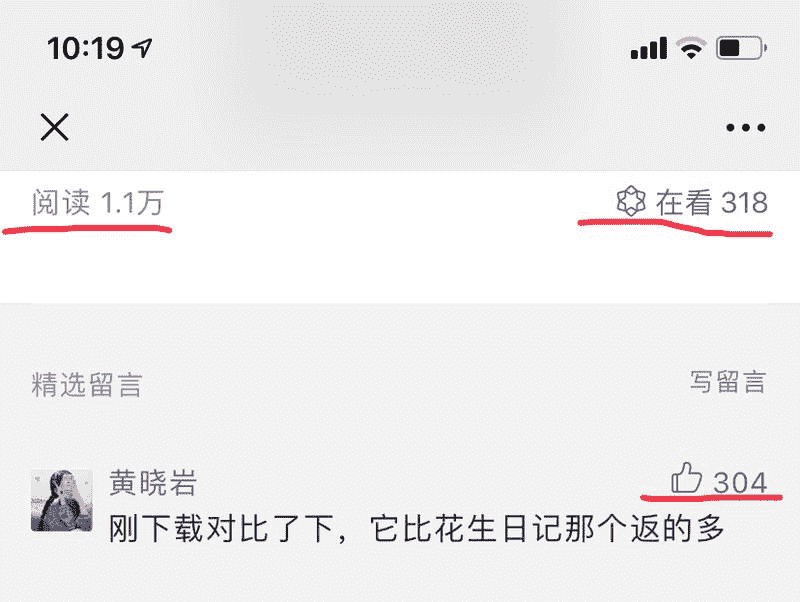 10:19
阅读 1.1万
在看 318
精选留言
写留言
黄晓岩
304
刚下载对比了下，它比花生日记那个返的多